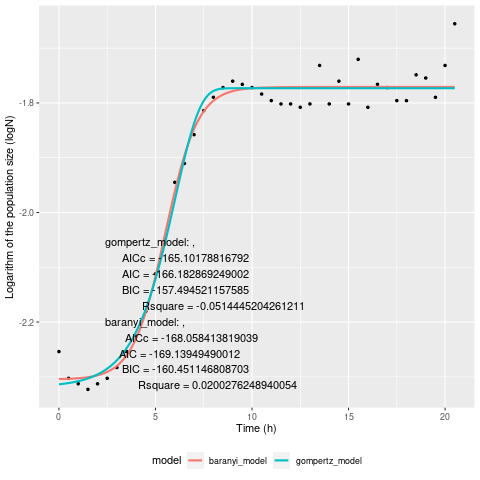 Logarithm of the population size (logN)
-1.8
-2.0
-2.2
gompertz_model: ,
AICc = -165.10178816792
AIC = -166.182869249002
BIC = -157.494521157585
Rsquare = -0.0514445204261211
baranyi_model: ,
AICc = -168.058413819039
AIC = -169.13949490012
BIC = -160.451146808703
Rsquare = 0.0200276248940054
0 5 10 15 20
Time (h)
model baranyi_model gompertz_model